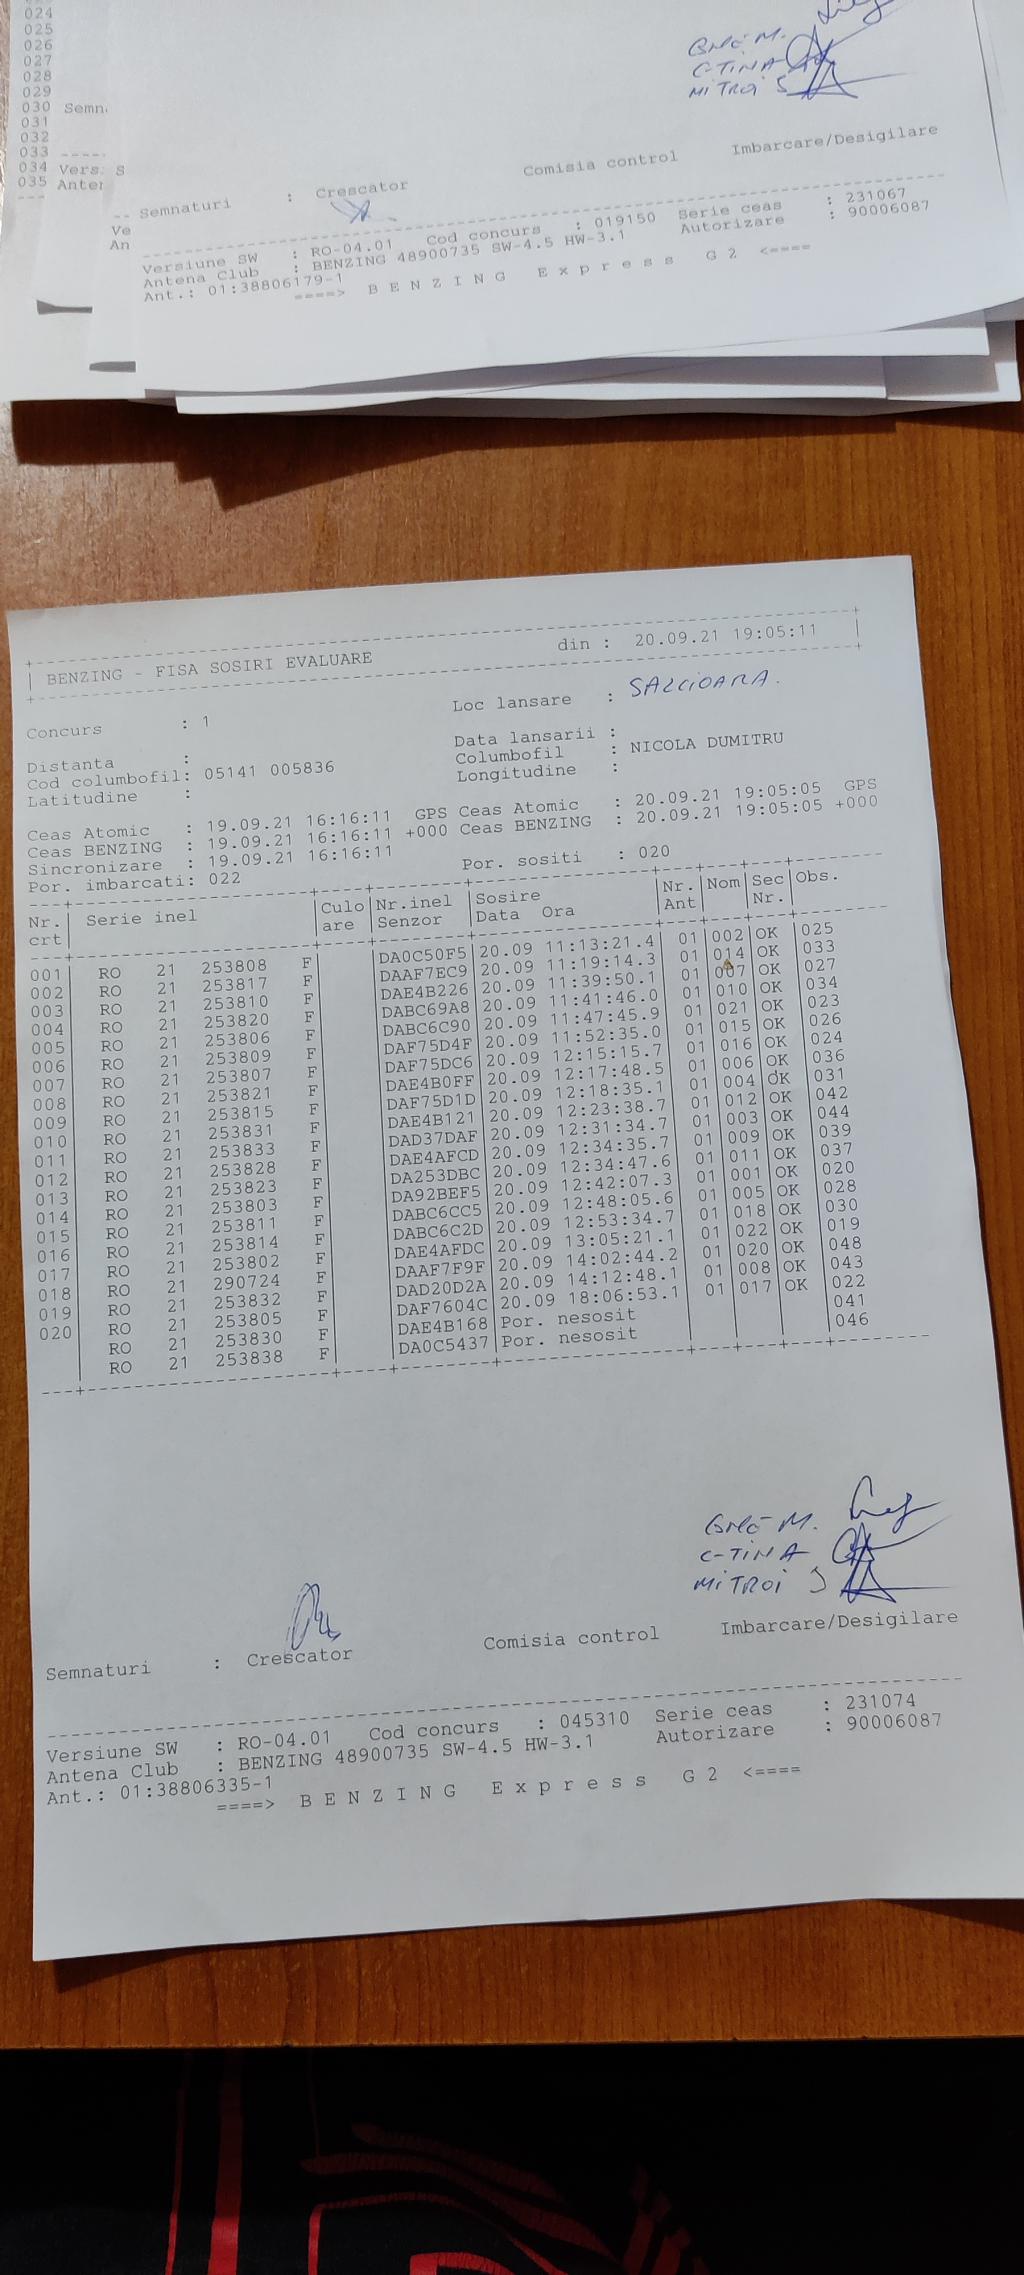 024
025
026
027
028
029
030 Semn
031
032
033 ----
034 Vers. S
035 Anter
GHE M.
C-TINA
MITROI S
Semnaturi : Crescator Comisia control Imbarcare/Desigilare
Ve
An
Versiune SW : RO-04.01 Cod concurs : 019150 Serie ceas : 231067
Antena Club : BENZING 48900735 SW-4.5 HW-3.1 Autorizare : 90006087
Ant.: 01:38806179-1
====> B E N Z I N G E x p r e s s G 2 <====
BENZING - FISA SOSIRI EVALUARE din : 20.09.21 19:05:11
Concurs : 1 Loc lansare : SALCIOARA.
Distanta : Data lansarii :
Cod columbofil: 05141 005836 Columbofil : NICOLA DUMITRU
Latitudine : Longitudine :
Ceas Atomic : 19.09.21 16:16:11 GPS Ceas Atomic : 20.09.21 19:05:05 GPS
Ceas BENZING : 19.09.21 16:16:11 +000 Ceas BENZING : 20.09.21 19:05:05 +000
Sincronizare : 19.09.21 16:16:11
Por. imbarcati: 022 Por. sositi : 020
Nr. Serie inel Culo Nr.inel Sosire Nr. Nom Sec Obs.
crt are Senzor Data Ora Ant Nr.
001 RO 21 253808 F DA0C50F5 20.09 11:13:21.4 01 002 OK 025
002 RO 21 253817 F DAAF7EC9 20.09 11:19:14.3 01 014 OK 033
003 RO 21 253810 F DAE4B226 20.09 11:39:50.1 01 007 OK 027
004 RO 21 253820 F DABC69A8 20.09 11:41:46.0 01 010 OK 034
005 RO 21 253806 F DABC6C90 20.09 11:47:45.9 01 021 OK 023
006 RO 21 253809 F DAF75D4F 20.09 11:52:35.0 01 015 OK 026
007 RO 21 253807 F DAF75DC6 20.09 12:15:15.7 01 016 OK 024
008 RO 21 253821 F DAE4B0FF 20.09 12:17:48.5 01 006 OK 036
009 RO 21 253815 F DAF75D1D 20.09 12:18:35.1 01 004 OK 031
010 RO 21 253831 F DAE4B121 20.09 12:23:38.7 01 012 OK 042
011 RO 21 253833 F DAD37DAF 20.09 12:31:34.7 01 003 OK 044
012 RO 21 253828 F DAE4AFCD 20.09 12:34:35.7 01 009 OK 039
013 RO 21 253823 F DA253DBC 20.09 12:34:47.6 01 011 OK 037
014 RO 21 253803 F DA92BEF5 20.09 12:42:07.3 01 001 OK 020
015 RO 21 253811 F DABC6CC5 20.09 12:48:05.6 01 005 OK 028
016 RO 21 253814 F DABC6C2D 20.09 12:53:34.7 01 018 OK 030
017 RO 21 253802 F DAE4AFDC 20.09 13:05:21.1 01 022 OK 019
018 RO 21 290724 F DAAF7F9F 20.09 14:02:44.2 01 020 OK 048
019 RO 21 253832 F DAD20D2A 20.09 14:12:48.1 01 008 OK 043
020 RO 21 253805 F DAF7604C 20.09 18:06:53.1 01 017 OK 022
RO 21 253830 F DAE4B168 Por. nesosit 041
RO 21 253838 F DA0C5437 Por. nesosit 046
GHE M.
C-TINA
MITROI S
Semnaturi : Crescator Comisia control Imbarcare/Desigilare
Versiune SW : RO-04.01 Cod concurs : 045310 Serie ceas : 231074
Antena Club : BENZING 48900735 SW-4.5 HW-3.1 Autorizare : 90006087
Ant.: 01:38806335-1
====> B E N Z I N G E x p r e s s G 2 <====